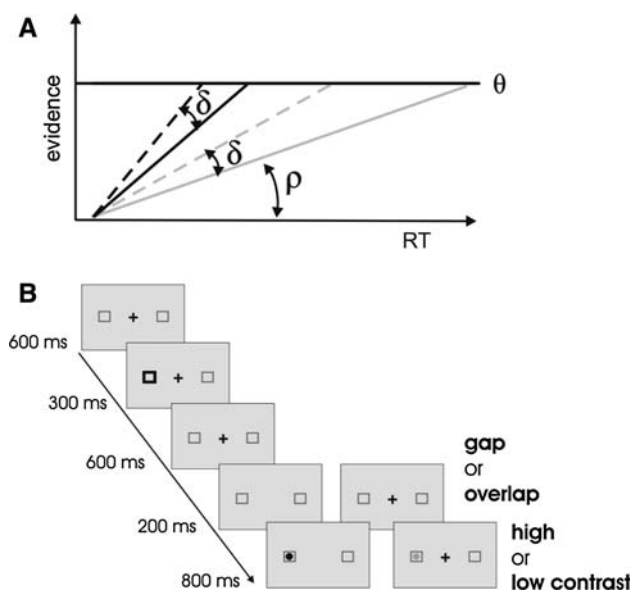 A
evidence
θ
δ
δ
ρ
RT
B
600 ms
300 ms
600 ms
200 ms
800 ms
gap
or
overlap
high
or
low contrast